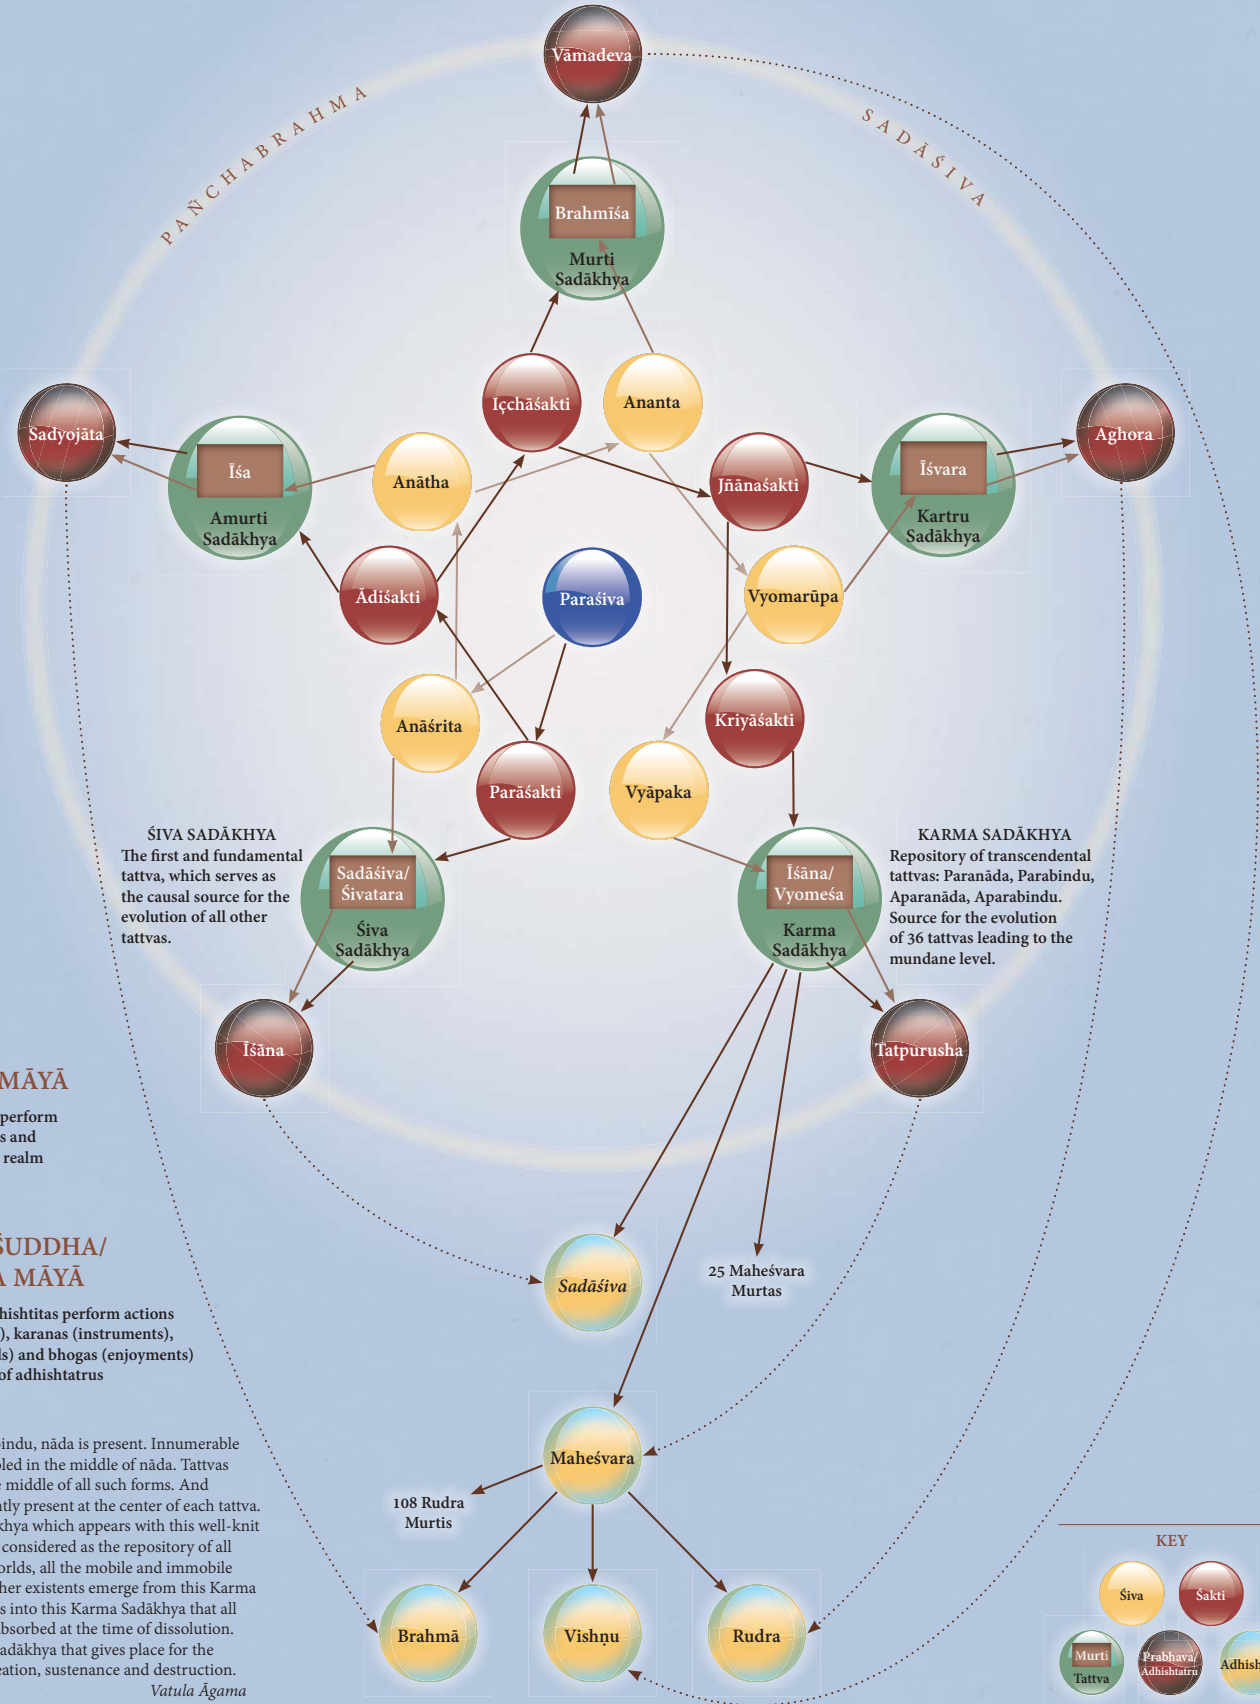 Vāmadeva
PAÑCHABRAHMA
SADĀŚIVA
Brahmīśa
Murti
Sadākhya
Içchāśakti
Ananta
Sadyojāta
Īśa
Amurti
Sadākhya
Anātha
Jñānaśakti
Īśvara
Kartru
Sadākhya
Aghora
Ādiśakti
Paraśiva
Vyomarūpa
Anāśrita
Kriyāśakti
Parāśakti
Vyāpaka
ŚIVA SADĀKHYA
The first and fundamental
tattva, which serves as
the causal source for the
evolution of all other
tattvas.
Sadāśiva/
Śivatara
Śiva
Sadākhya
Īśāna/
Vyomeśa
Karma
Sadākhya
KARMA SADĀKHYA
Repository of transcendental
tattvas: Paranāda, Parabindu,
Aparanāda, Aparabindu.
Source for the evolution
of 36 tattvas leading to the
mundane level.
Īśāna
Tatpurusha
MĀYĀ
perform
s and
realm
ŚUDDHA/
A MĀYĀ
hishtitas perform actions
), karanas (instruments),
ds) and bhogas (enjoyments)
of adhishtatrus
Sadāśiva
25 Maheśvara
Murtas
Maheśvara
108 Rudra
Murtis
Brahmā
Vishṇu
Rudra
bindu, nāda is present. Innumerable
bled in the middle of nāda. Tattvas
e middle of all such forms. And
ntly present at the center of each tattva.
khya which appears with this well-knit
considered as the repository of all
orlds, all the mobile and immobile
her existents emerge from this Karma
s into this Karma Sadākhya that all
absorbed at the time of dissolution.
Sadākhya that gives place for the
eation, sustenance and destruction.
Vatula Āgama
KEY
Śiva
Śakti
Murti
Tattva
Prabhava/
Adhishtatru
Adhish